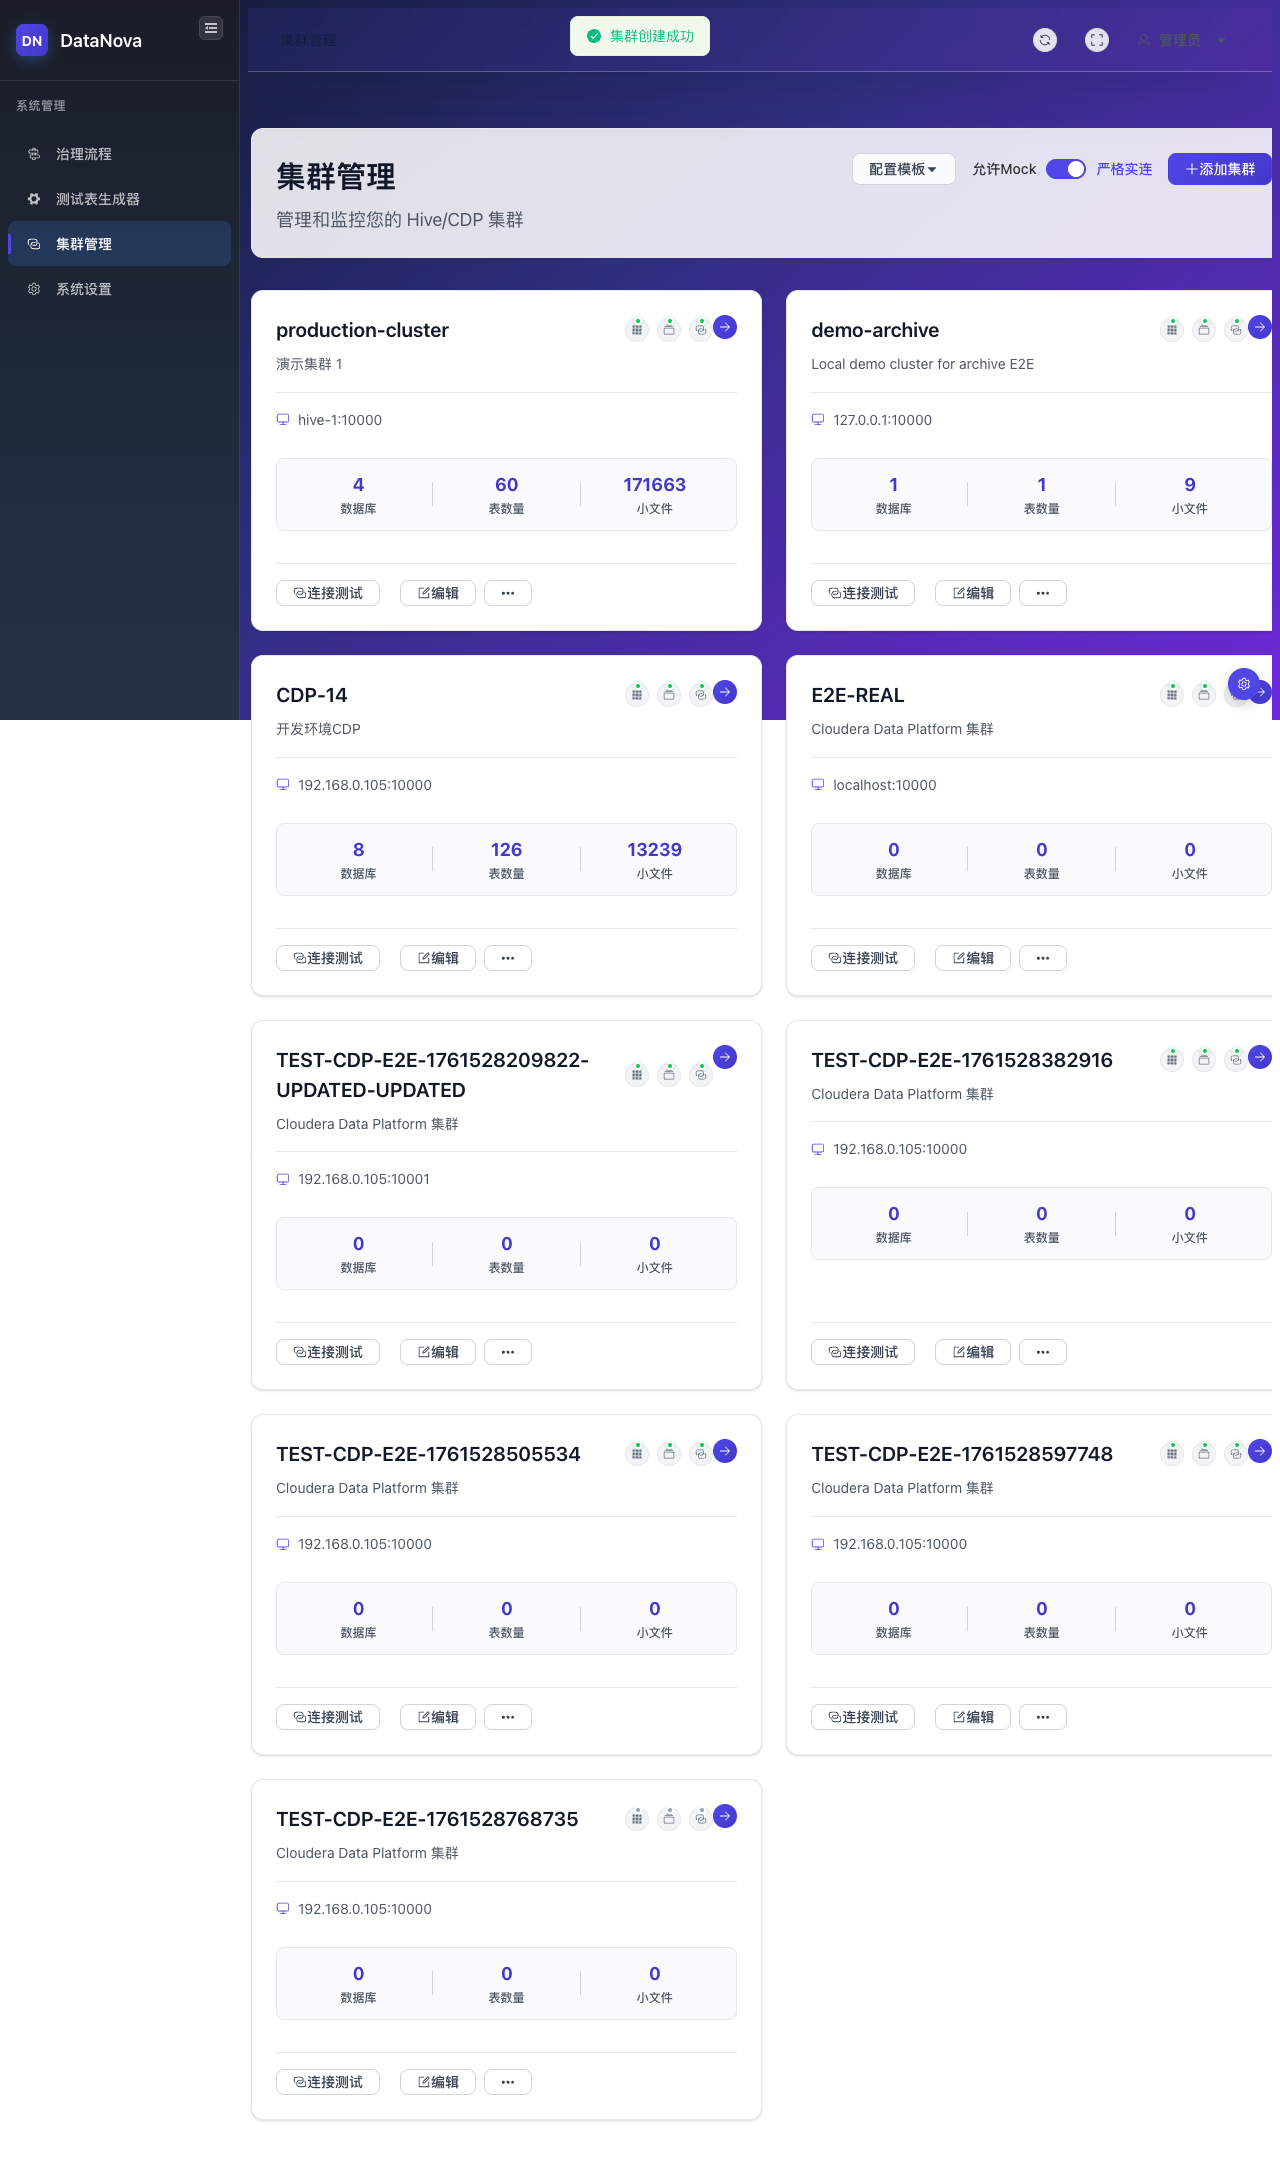 DN DataNova
系统管理
治理流程
测试表生成器
集群管理
系统设置
集群管理
集群创建成功
管理员
集群管理
管理和监控您的 Hive/CDP 集群
配置模板
允许Mock
严格实连
添加集群
production-cluster
演示集群 1
hive-1:10000
4 60 171663
数据库 表数量 小文件
连接测试 编辑
demo-archive
Local demo cluster for archive E2E
127.0.0.1:10000
1 1 9
数据库 表数量 小文件
连接测试 编辑
CDP-14
开发环境CDP
192.168.0.105:10000
8 126 13239
数据库 表数量 小文件
连接测试 编辑
E2E-REAL
Cloudera Data Platform 集群
localhost:10000
0 0 0
数据库 表数量 小文件
连接测试 编辑
TEST-CDP-E2E-1761528209822-
UPDATED-UPDATED
Cloudera Data Platform 集群
192.168.0.105:10001
0 0 0
数据库 表数量 小文件
连接测试 编辑
TEST-CDP-E2E-1761528382916
Cloudera Data Platform 集群
192.168.0.105:10000
0 0 0
数据库 表数量 小文件
连接测试 编辑
TEST-CDP-E2E-1761528505534
Cloudera Data Platform 集群
192.168.0.105:10000
0 0 0
数据库 表数量 小文件
连接测试 编辑
TEST-CDP-E2E-1761528597748
Cloudera Data Platform 集群
192.168.0.105:10000
0 0 0
数据库 表数量 小文件
连接测试 编辑
TEST-CDP-E2E-1761528768735
Cloudera Data Platform 集群
192.168.0.105:10000
0 0 0
数据库 表数量 小文件
连接测试 编辑